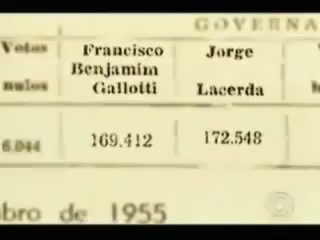 GOVERNA
Votos Francisco Jorge
Benjamim
nulos Gallotti Lacerda
6.044 169.412 172.548
bro de 1955